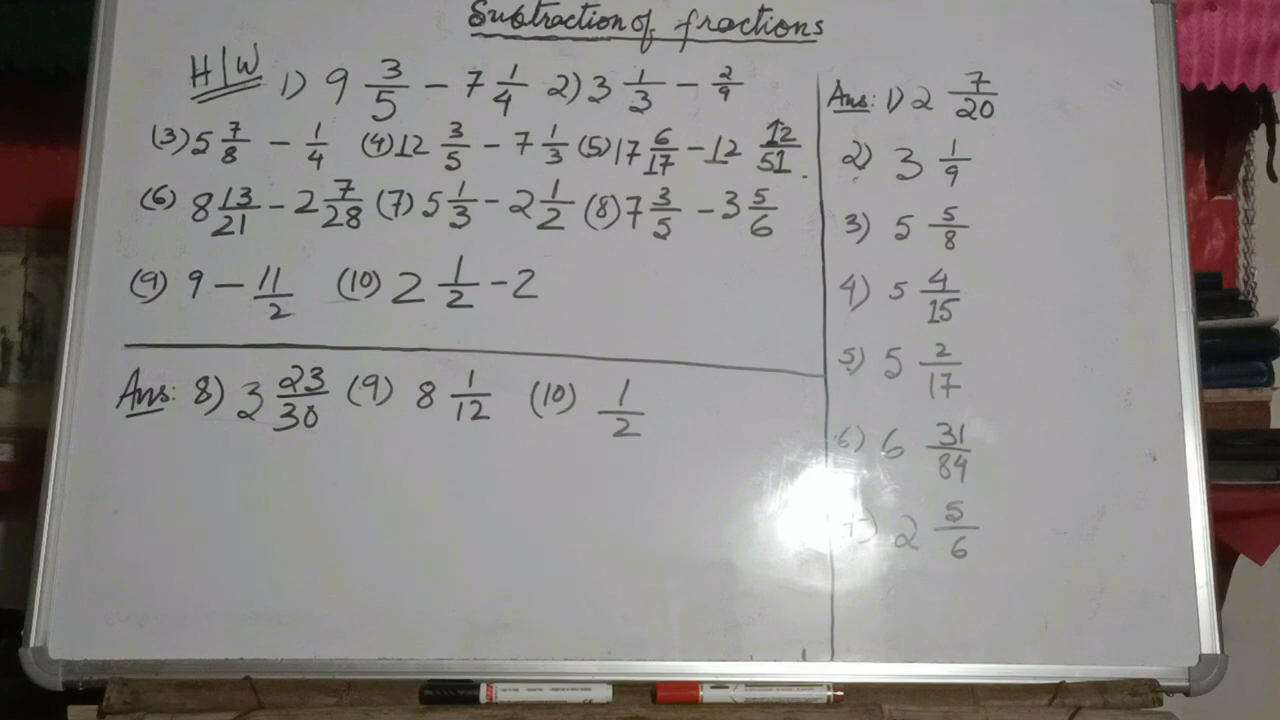 Subtraction of fractions
H/W 1) 9 3/5 - 7 1/4 2) 3 1/3 - 2/9
(3) 5 7/8 - 1/4 (4) 12 3/5 - 7 1/3 (5) 17 6/17 - 12 12/51.
(6) 8 13/21 - 2 7/28 (7) 5 1/3 - 2 1/2 (8) 7 3/5 - 3 5/6
(9) 9 - 11/2 (10) 2 1/2 - 2
Ans: 8) 3 23/30 (9) 8 1/12 (10) 1/2
Ans: 1) 2 7/20
2) 3 1/9
3) 5 5/8
4) 5 4/15
5) 5 2/17
6) 6 31/84
7) 2 5/6